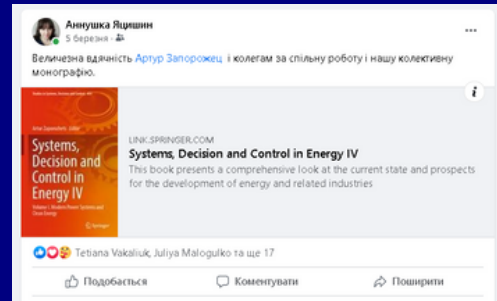 Аннушка Яцишин
5 березня
Величезна вдячність Артур Запорожец і колегам за спільну роботу і нашу колективну
монографію.
Systems,
Decision and
Control in
Energy IV
Springer
LINK.SPRINGER.COM
Systems, Decision and Control in Energy IV
This book presents a comprehensive look at the current state and prospects
for the development of energy and related industries
Tetiana Vakaliuk, Juliya Malogulko та ще 17
Подобається
Коментувати
Поширити